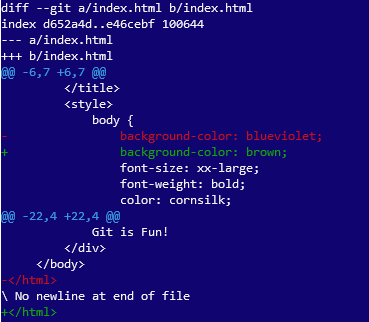 diff --git a/index.html b/index.html
index d652a4d..e46cebf 100644
--- a/index.html
+++ b/index.html
@@ -6,7 +6,7 @@
        </title>
        <style>
            body {
-                background-color: blueviolet;
+                background-color: brown;
                 font-size: xx-large;
                 font-weight: bold;
                 color: cornsilk;
@@ -22,4 +22,4 @@
            Git is Fun!
        </div>
    </body>
-</html>
\ No newline at end of file
+</html>